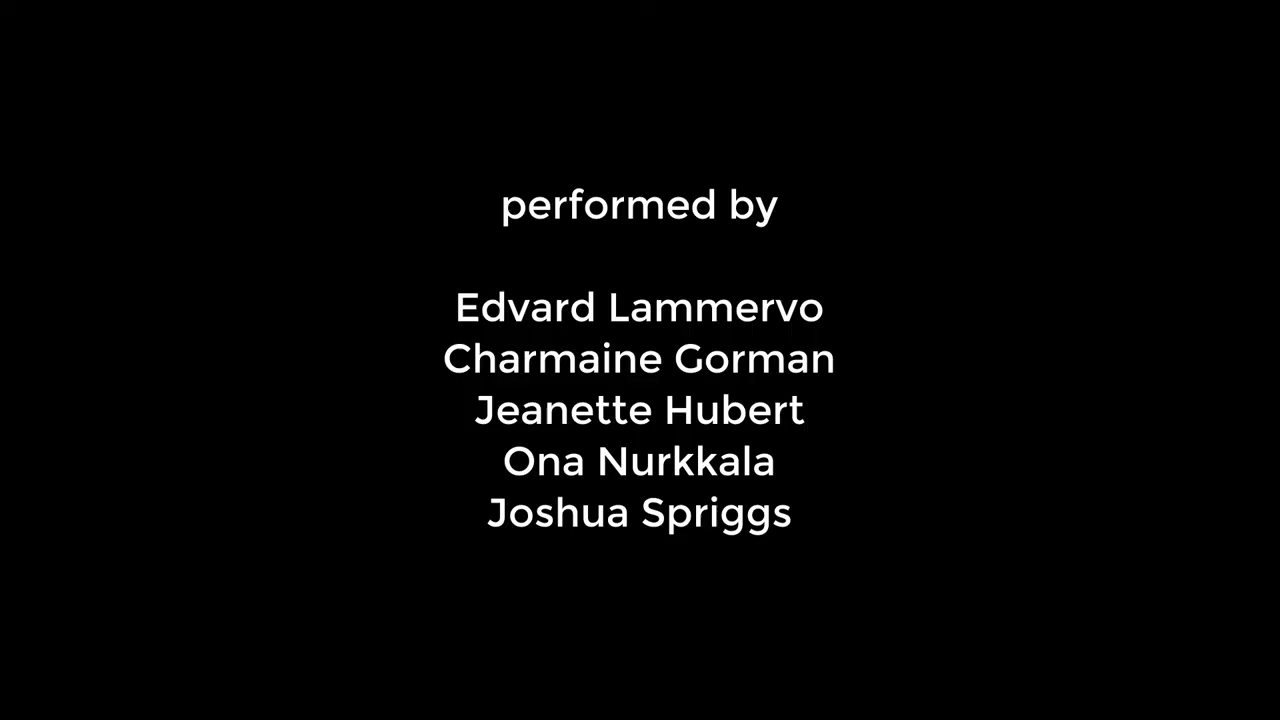 performed by
Edvard Lammervo
Charmaine Gorman
Jeanette Hubert
Ona Nurkkala
Joshua Spriggs